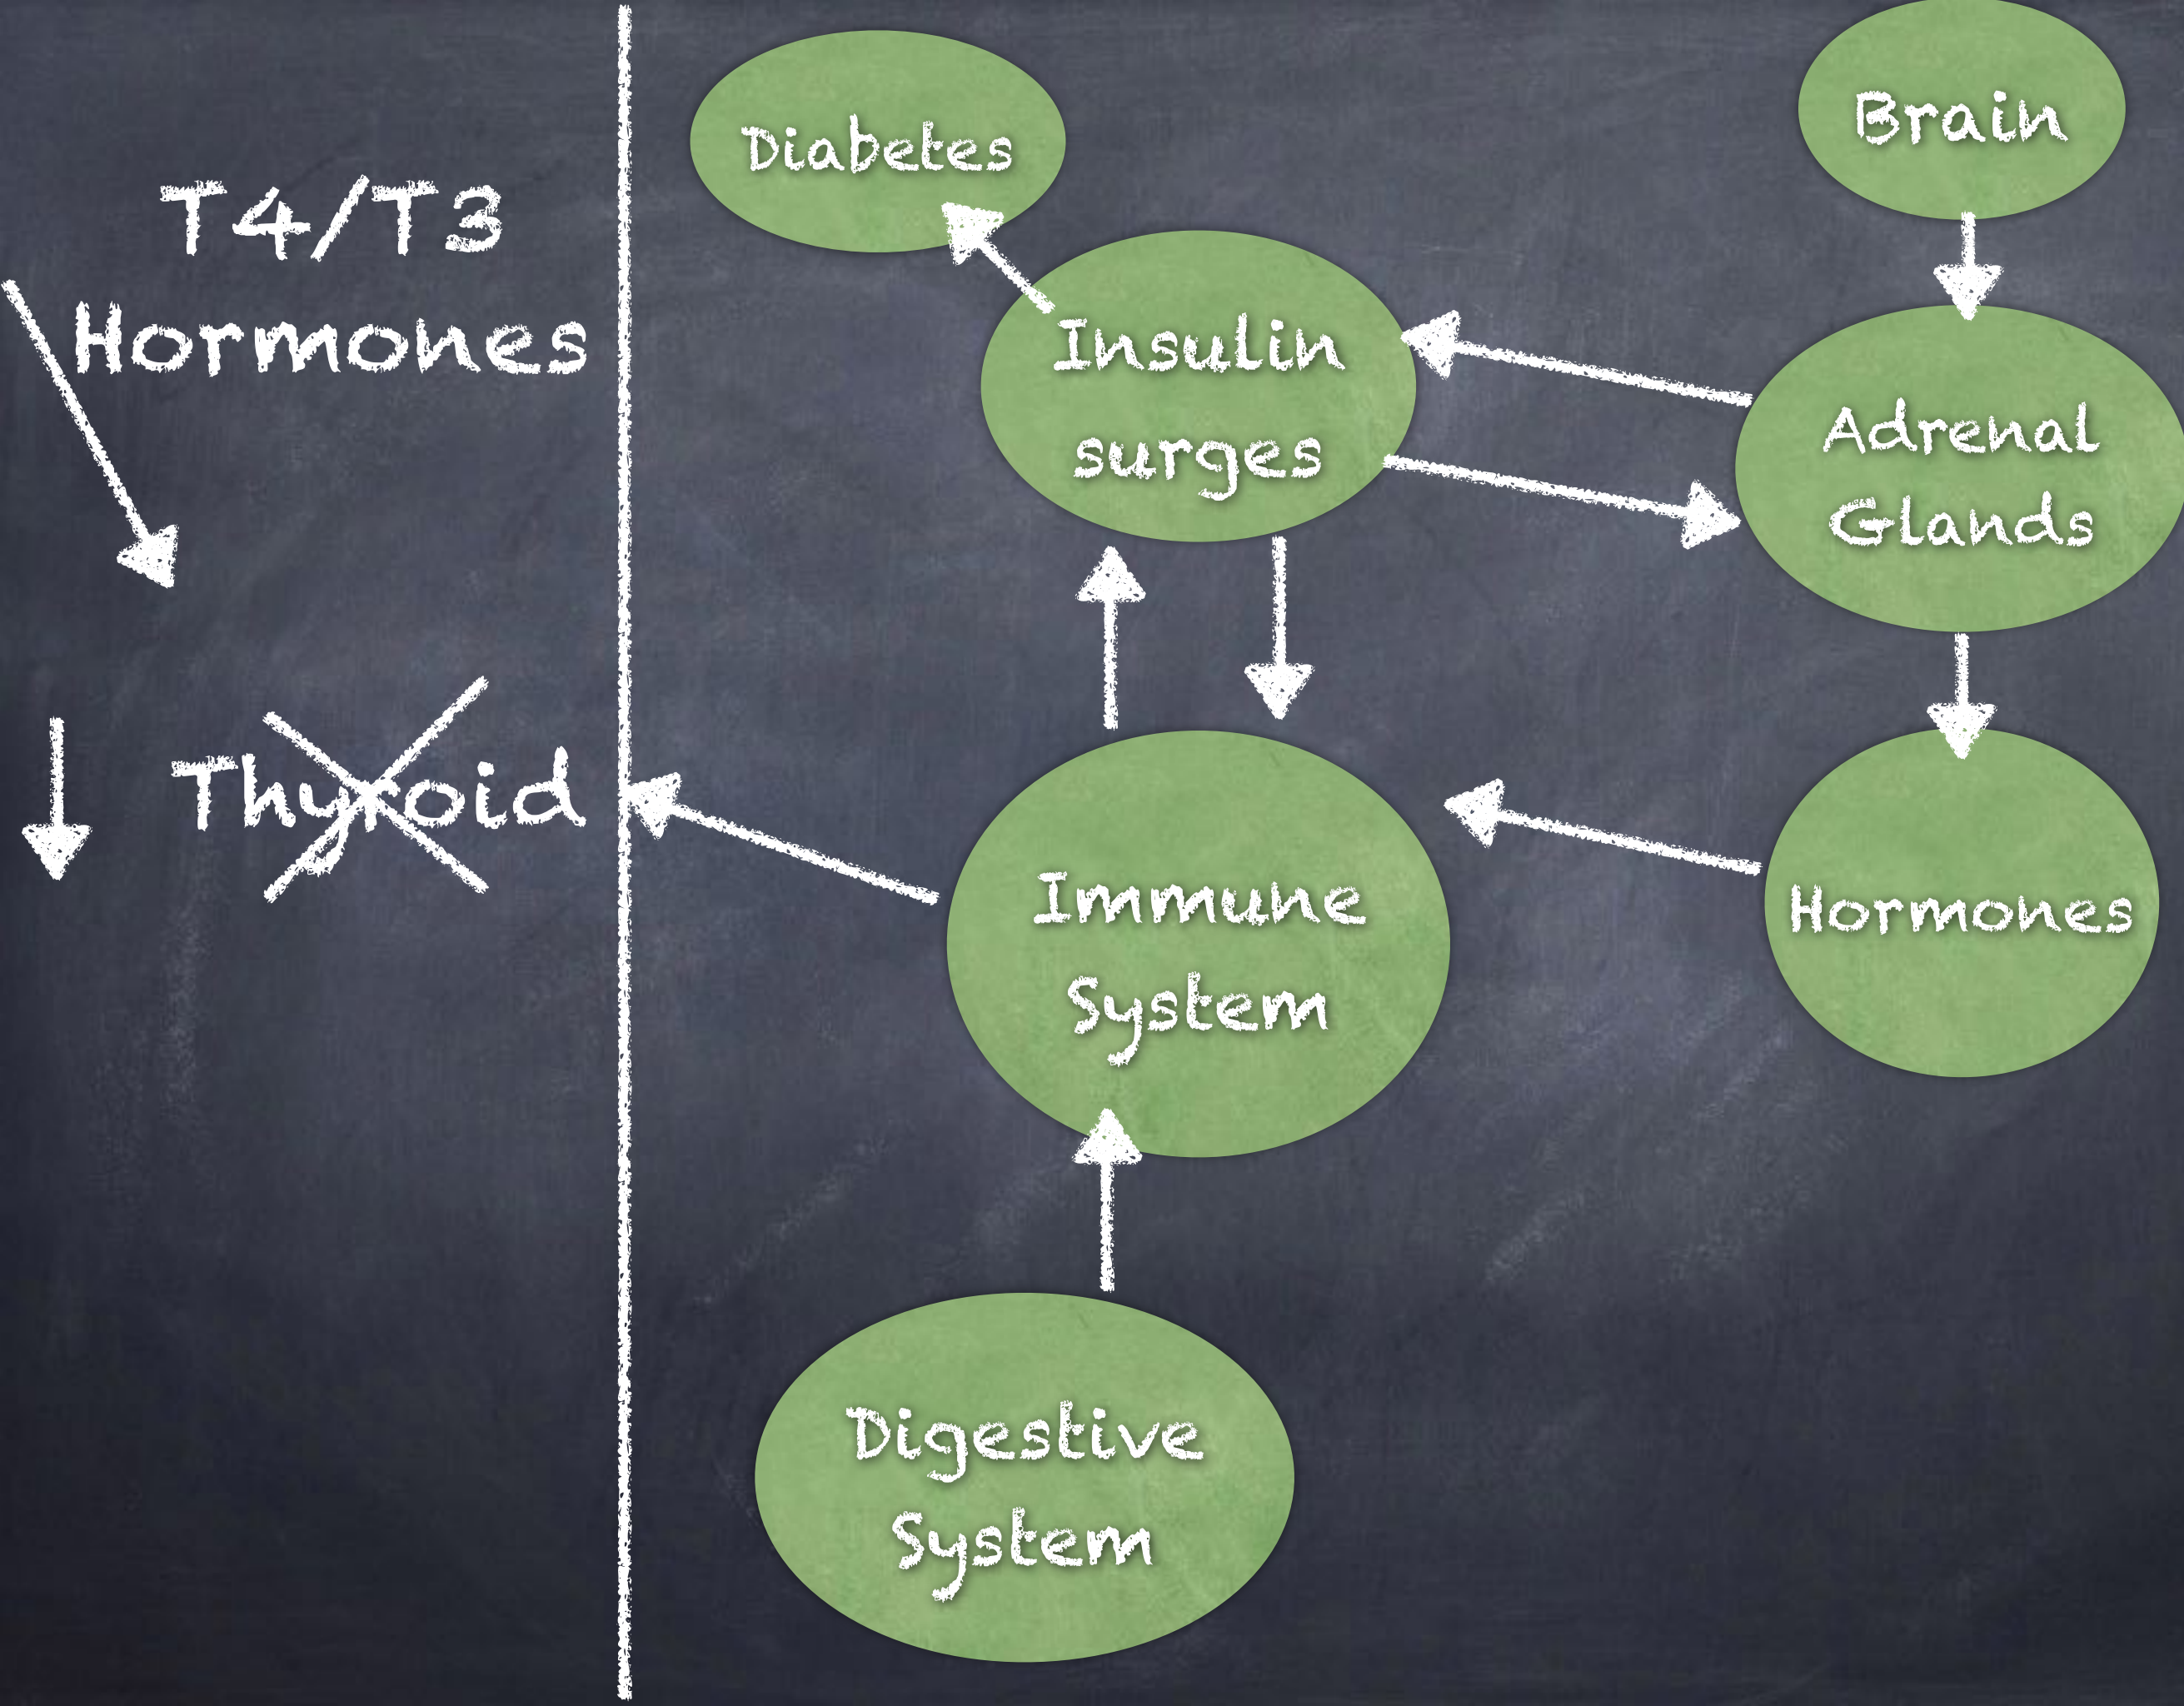 T4/T3
Hormones
Thyroid
Diabetes
Brain
Insulin
surges
Adrenal
Glands
Immune
System
Hormones
Digestive
System